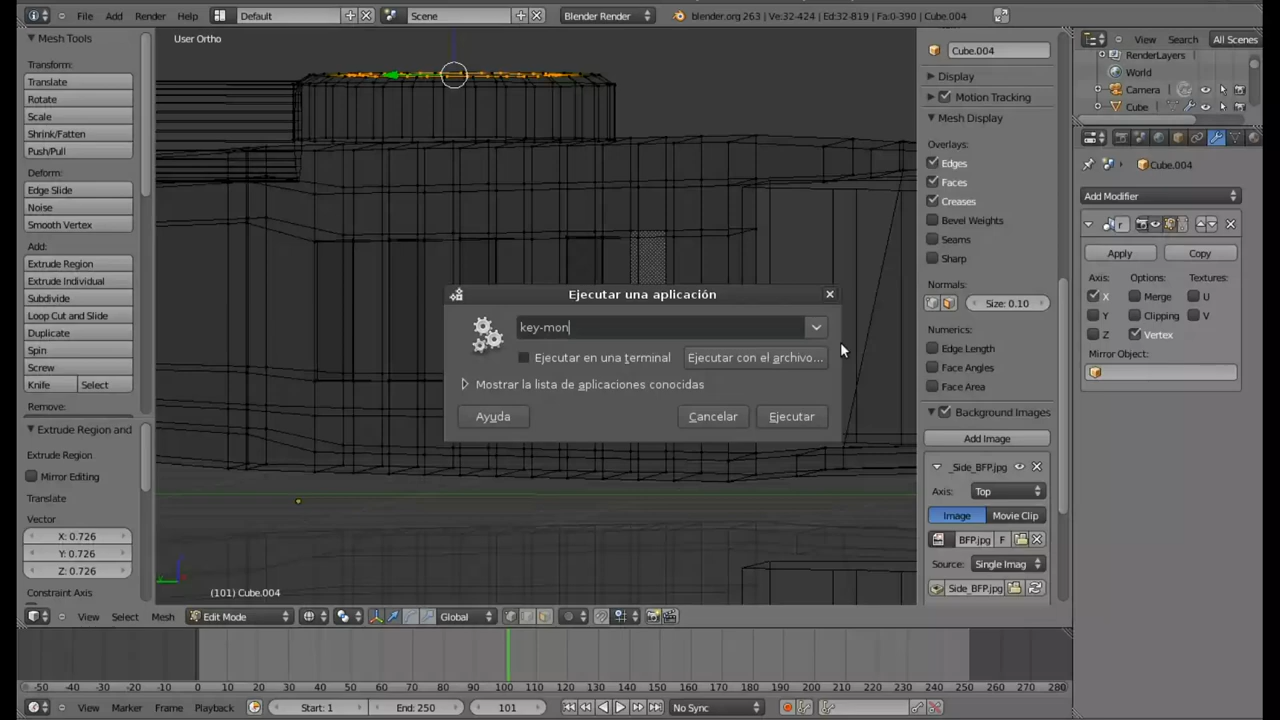 File Add Render Help Default Scene Blender Render blender.org 263 | Ve:32-424 | Ed:32-819 | Fa:0-390 | Cube.004
Mesh Tools
Transform:
Translate
Rotate
Scale
Shrink/Fatten
Push/Pull
Deform:
Edge Slide
Noise
Smooth Vertex
Add:
Extrude Region
Extrude Individual
Subdivide
Loop Cut and Slide
Duplicate
Spin
Screw
Knife Select
Remove:
Extrude Region and
Extrude Region:
Mirror Editing
Translate
Vector
X: 0.726
Y: 0.726
Z: 0.726
Constraint Axis
User Ortho
(101) Cube.004
Ejecutar una aplicación
key-mon
Ejecutar en una terminal Ejecutar con el archivo...
Mostrar la lista de aplicaciones conocidas
Ayuda Cancelar Ejecutar
Cube.004
Display
Motion Tracking
Mesh Display
Overlays:
Edges
Faces
Creases
Bevel Weights
Seams
Sharp
Normals:
Size: 0.10
Numerics:
Edge Length
Face Angles
Face Area
Background Images
Add Image
_Side_BFP.jpg
Axis: Top
Image Movie Clip
BFP.jpg F
Source: Single Imag
Side_BFP.jpg
View Search All Scenes
RenderLayers
World
Camera
Cube
Cube.004
Add Modifier
r
Apply Copy
Axis: Options: Textures:
X Merge U
Y Clipping V
Z Vertex
Mirror Object:
View Select Mesh Edit Mode Global
-50 -40 -30 -20 -10 0 10 20 30 40 50 60 70 80 90 100 110 120 130 140 150 160 170 180 190 200 210 220 230 240 250 260 270 280
View Marker Frame Playback Start: 1 End: 250 101 No Sync